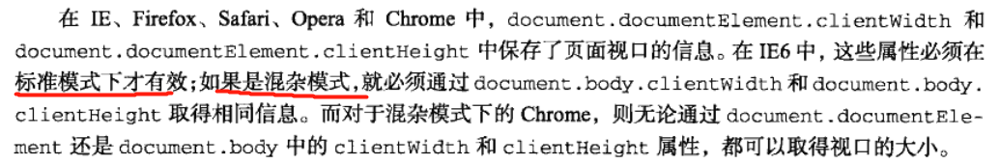 在 IE、Firefox、Safari、Opera 和 Chrome 中，document.documentElement.clientWidth 和
document.documentElement.clientHeight 中保存了页面视口的信息。在 IE6 中，这些属性必须在
标准模式下才有效；如果是混杂模式，就必须通过 document.body.clientWidth 和 document.body.
clientHeight 取得相同信息。而对于混杂模式下的 Chrome，则无论通过 document.documentEle-
ment 还是 document.body 中的 clientWidth 和 clientHeight 属性，都可以取得视口的大小。